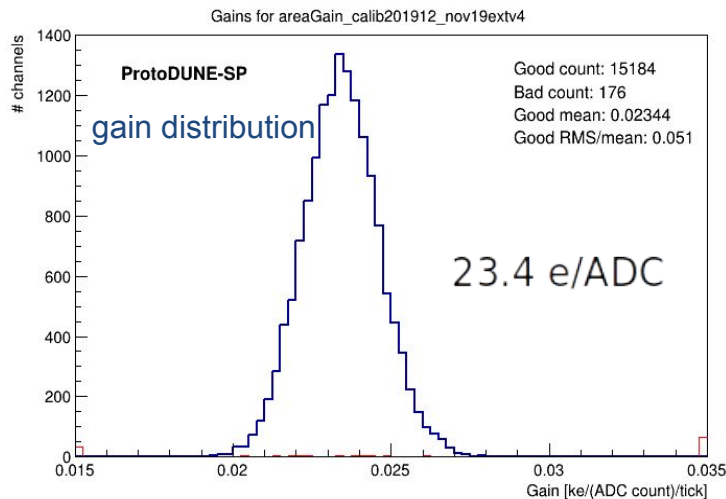 Gains for areaGain_calib201912_nov19extv4
# channels
1400
1200
1000
800
600
400
200
0
ProtoDUNE-SP
gain distribution
Good count: 15184
Bad count: 176
Good mean: 0.02344
Good RMS/mean: 0.051
23.4 e/ADC
0.015
0.02
0.025
0.03
0.035
Gain [ke/(ADC count)/tick]